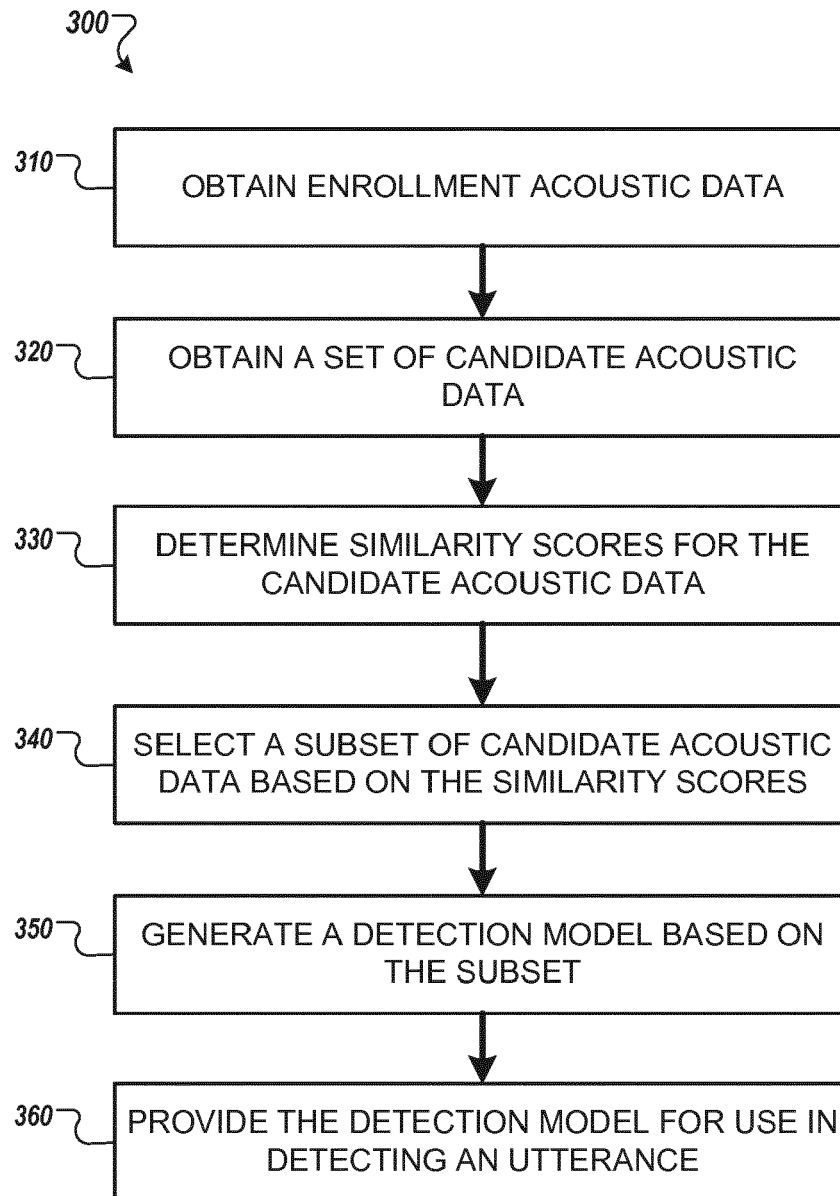 300
310
OBTAIN ENROLLMENT ACOUSTIC DATA
320
OBTAIN A SET OF CANDIDATE ACOUSTIC
DATA
330
DETERMINE SIMILARITY SCORES FOR THE
CANDIDATE ACOUSTIC DATA
340
SELECT A SUBSET OF CANDIDATE ACOUSTIC
DATA BASED ON THE SIMILARITY SCORES
350
GENERATE A DETECTION MODEL BASED ON
THE SUBSET
360
PROVIDE THE DETECTION MODEL FOR USE IN
DETECTING AN UTTERANCE